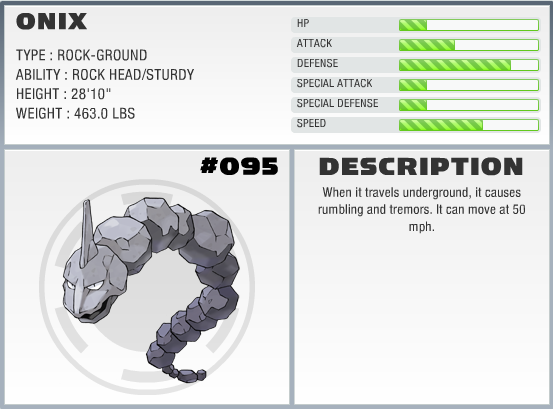 ONIX
TYPE : ROCK-GROUND
ABILITY : ROCK HEAD/STURDY
HEIGHT : 28'10"
WEIGHT : 463.0 LBS
HP
ATTACK
DEFENSE
SPECIAL ATTACK
SPECIAL DEFENSE
SPEED
#095
DESCRIPTION
When it travels underground, it causes
rumbling and tremors. It can move at 50
mph.